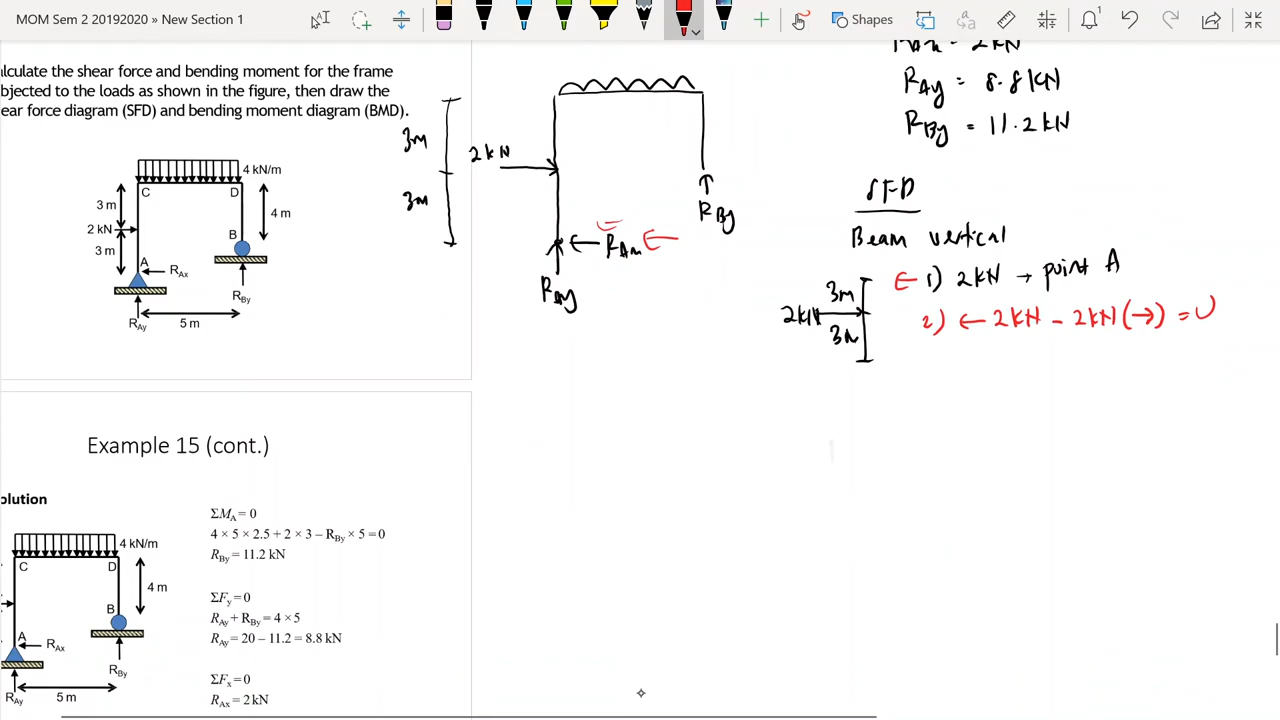 MOM Sem 2 20192020 » New Section 1
Shapes
alculate the shear force and bending moment for the frame
bjected to the loads as shown in the figure, then draw the
ear force diagram (SFD) and bending moment diagram (BMD).
4 kN/m
C
D
3 m
4 m
2 kN
B
3 m
A
RAx
RBy
RAy
5 m
3m
2kN
3m
RBy
RAx
RAy
= 2kN
RAy = 8.8kN
RBy = 11.2kN
SFD
Beam vertical
← 1) 2kN → point A
3m
2kN
3m
2) ← 2kN - 2kN(→) = 0
Example 15 (cont.)
olution
4 kN/m
C
D
4 m
B
A
RAx
RBy
RAy
5 m
ΣMA = 0
4 × 5 × 2.5 + 2 × 3 – RBy × 5 = 0
RBy = 11.2 kN
ΣFy = 0
RAy + RBy = 4 × 5
RAy = 20 – 11.2 = 8.8 kN
ΣFx = 0
RAx = 2 kN